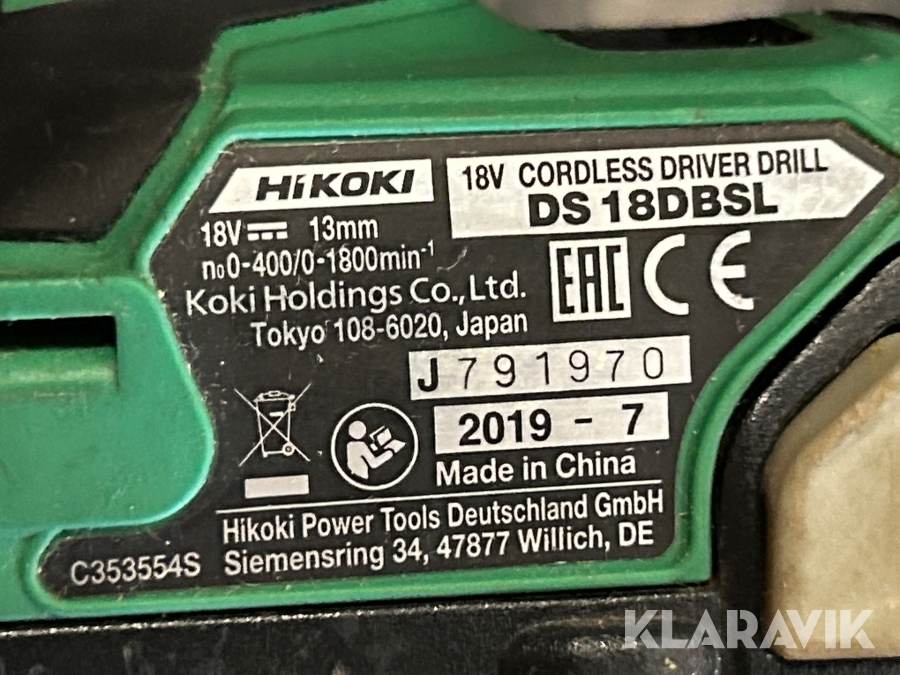 HiKOKI
18V CORDLESS DRIVER DRILL
DS 18DBSL
18V⎓ 13mm
n₀0-400/0-1800min⁻¹
Koki Holdings Co.,Ltd.
Tokyo 108-6020, Japan
EAC CE
J791970
2019 - 7
Made in China
Hikoki Power Tools Deutschland GmbH
Siemensring 34, 47877 Willich, DE
C353554S
KLARAVIK